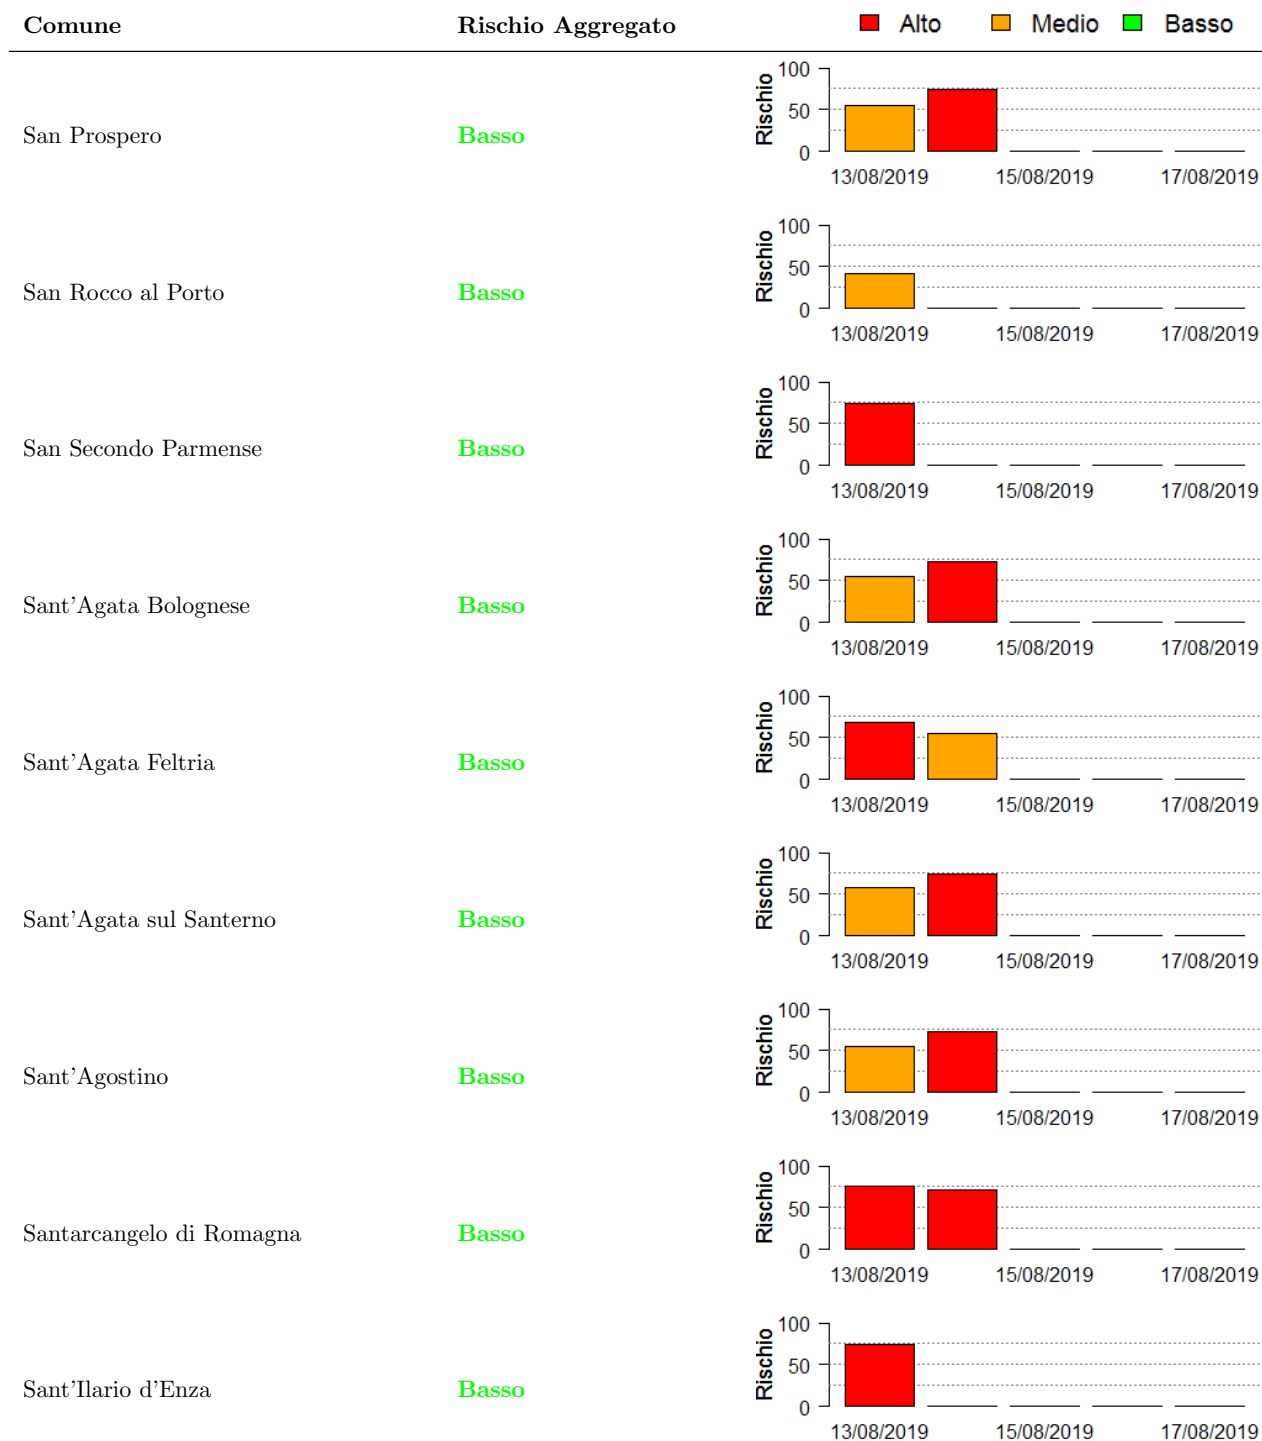 Comune Rischio Aggregato Alto Medio Basso
San Prospero Basso Rischio 100 50 0
13/08/2019 15/08/2019 17/08/2019
San Rocco al Porto Basso Rischio 100 50 0
13/08/2019 15/08/2019 17/08/2019
San Secondo Parmense Basso Rischio 100 50 0
13/08/2019 15/08/2019 17/08/2019
Sant'Agata Bolognese Basso Rischio 100 50 0
13/08/2019 15/08/2019 17/08/2019
Sant'Agata Feltria Basso Rischio 100 50 0
13/08/2019 15/08/2019 17/08/2019
Sant'Agata sul Santerno Basso Rischio 100 50 0
13/08/2019 15/08/2019 17/08/2019
Sant'Agostino Basso Rischio 100 50 0
13/08/2019 15/08/2019 17/08/2019
Santarcangelo di Romagna Basso Rischio 100 50 0
13/08/2019 15/08/2019 17/08/2019
Sant'Ilario d'Enza Basso Rischio 100 50 0
13/08/2019 15/08/2019 17/08/2019